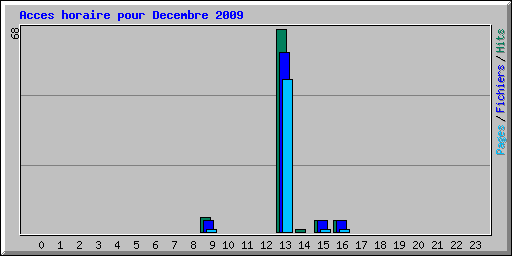 Acces horaire pour Decembre 2009
68
0 1 2 3 4 5 6 7 8 9 10 11 12 13 14 15 16 17 18 19 20 21 22 23
Pages/Fichiers/Hits